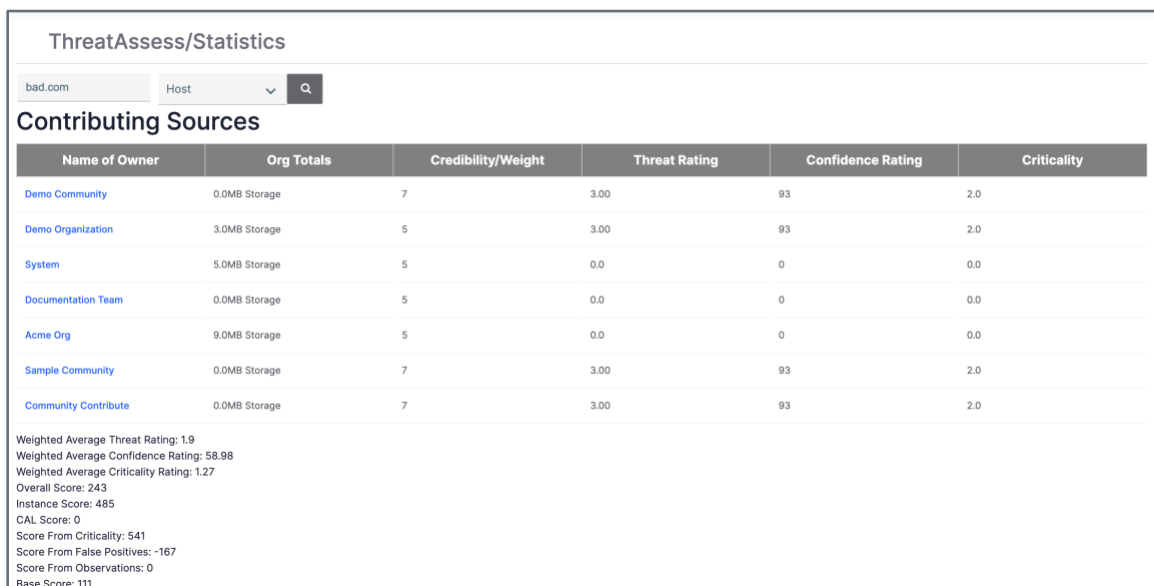 ThreatAssess/Statistics
bad.com Host
Contributing Sources
Name of Owner Org Totals Credibility/Weight Threat Rating Confidence Rating Criticality
Demo Community 0.0MB Storage 7 3.00 93 2.0
Demo Organization 3.0MB Storage 5 3.00 93 2.0
System 5.0MB Storage 5 0.0 0 0.0
Documentation Team 0.0MB Storage 5 0.0 0 0.0
Acme Org 9.0MB Storage 5 0.0 0 0.0
Sample Community 0.0MB Storage 7 3.00 93 2.0
Community Contribute 0.0MB Storage 7 3.00 93 2.0
Weighted Average Threat Rating: 1.9
Weighted Average Confidence Rating: 58.98
Weighted Average Criticality Rating: 1.27
Overall Score: 243
Instance Score: 485
CAL Score: 0
Score From Criticality: 541
Score From False Positives: -167
Score From Observations: 0
Base Score: 111